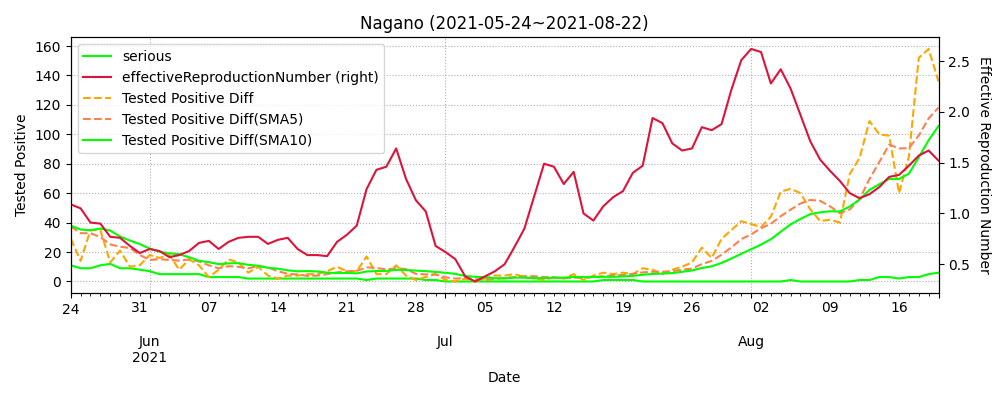 Nagano (2021-05-24~2021-08-22)
serious
effectiveReproductionNumber (right)
Tested Positive Diff
Tested Positive Diff(SMA5)
Tested Positive Diff(SMA10)
Tested Positive
160
140
120
100
80
60
40
20
0
2.5
2.0
1.5
1.0
0.5
Effective Reproduction Number
24 31 07 14 21 28 05 12 19 26 02 09 16
Jun Jul Aug
2021
Date